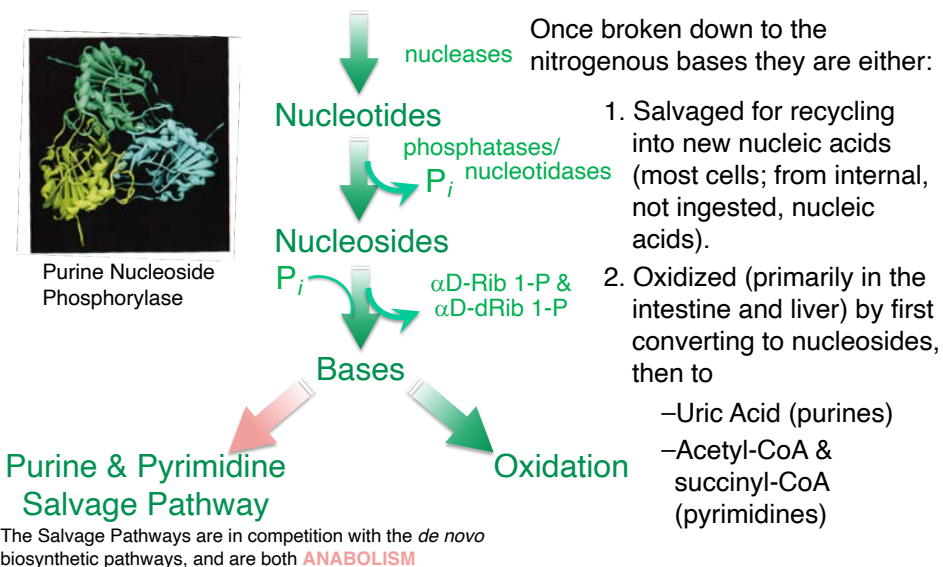 nucleases
Nucleotides
phosphatases/
nucleotidases
Pi
Nucleosides
Pi
αD-Rib 1-P &
αD-dRib 1-P
Bases
Purine & Pyrimidine
Salvage Pathway
Oxidation
The Salvage Pathways are in competition with the de novo
biosynthetic pathways, and are both ANABOLISM
Purine Nucleoside
Phosphorylase
Once broken down to the
nitrogenous bases they are either:
1. Salvaged for recycling
into new nucleic acids
(most cells; from internal,
not ingested, nucleic
acids).
2. Oxidized (primarily in the
intestine and liver) by first
converting to nucleosides,
then to
–Uric Acid (purines)
–Acetyl-CoA &
succinyl-CoA
(pyrimidines)